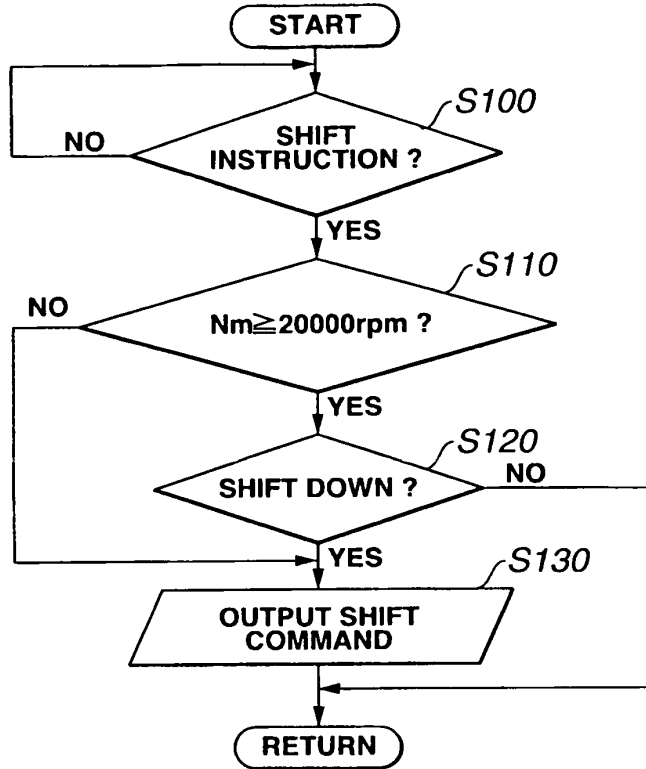 START
S100
NO
SHIFT
INSTRUCTION ?
YES
S110
NO
Nm≧20000rpm ?
YES
S120
SHIFT DOWN ?
NO
YES
S130
OUTPUT SHIFT
COMMAND
RETURN